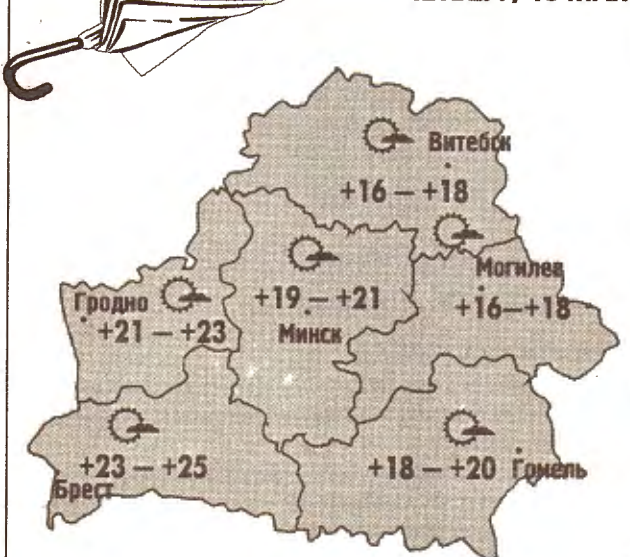 Витебск
+16 – +18
Могилев
+16–+18
Гродно
+21 – +23
+19 – +21
Минск
+23 – +25
Брест
+18 – +20 Гомель